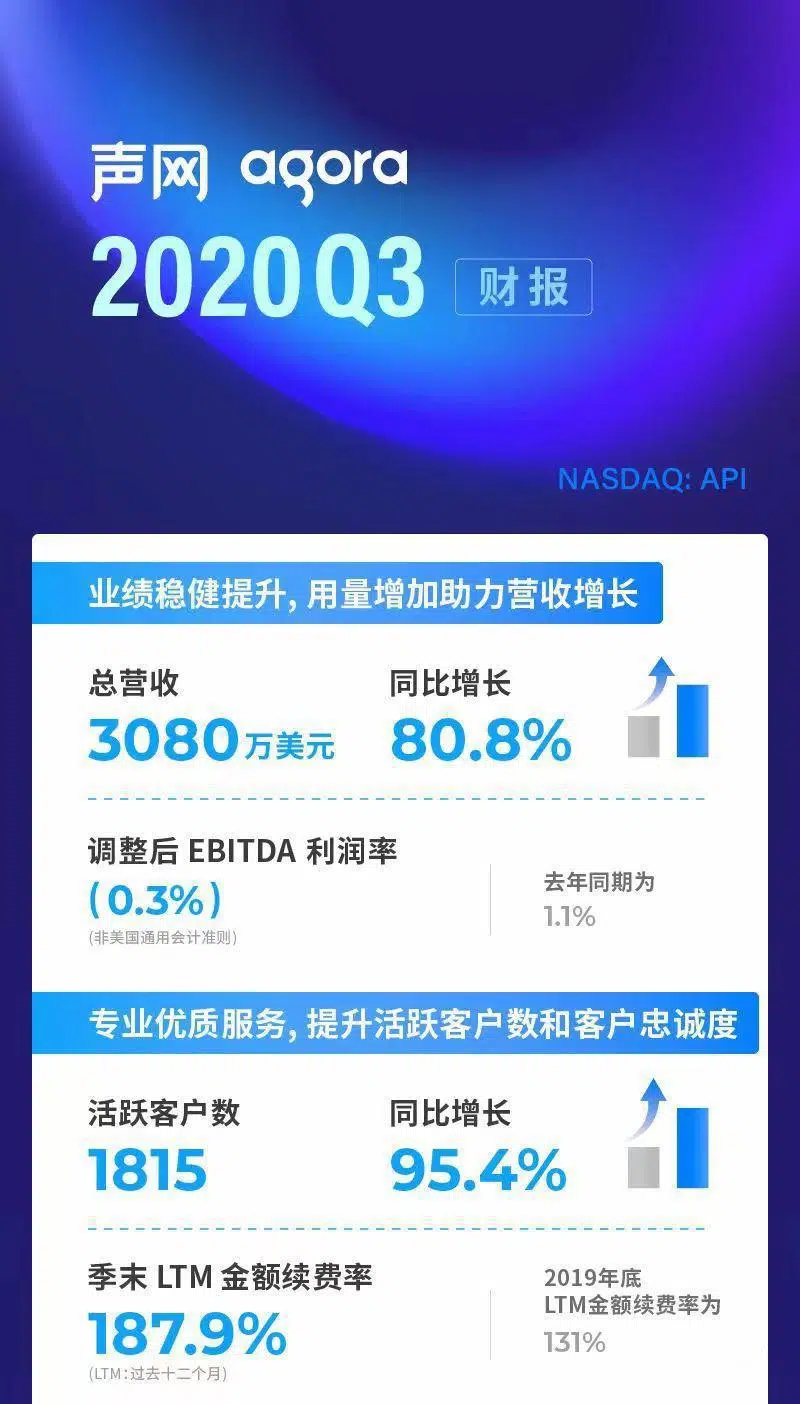 声网 agora
2020 Q3 财报
NASDAQ: API
业绩稳健提升, 用量增加助力营收增长
总营收 同比增长
3080万美元 80.8%
调整后 EBITDA 利润率
(0.3%)
(非美国通用会计准则)
去年同期为
1.1%
专业优质服务, 提升活跃客户数和客户忠诚度
活跃客户数 同比增长
1815 95.4%
季末 LTM 金额续费率
187.9%
(LTM:过去十二个月)
2019年底
LTM金额续费率为
131%